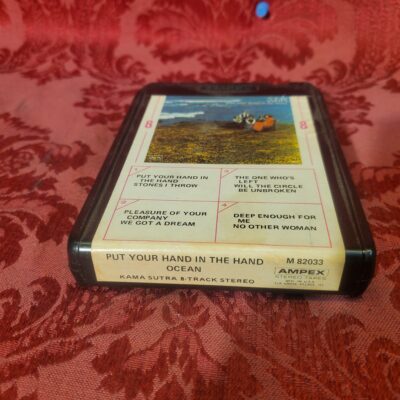 8
8
PUT YOUR HAND IN
THE HAND
STONES I THROW
THE ONE WHO'S
LEFT
WILL THE CIRCLE
BE UNBROKEN
PLEASURE OF YOUR
COMPANY
WE GOT A DREAM
DEEP ENOUGH FOR
ME
NO OTHER WOMAN
PUT YOUR HAND IN THE HAND
OCEAN
KAMA SUTRA 8-TRACK STEREO
M 82033
AMPEX
STEREO TAPES